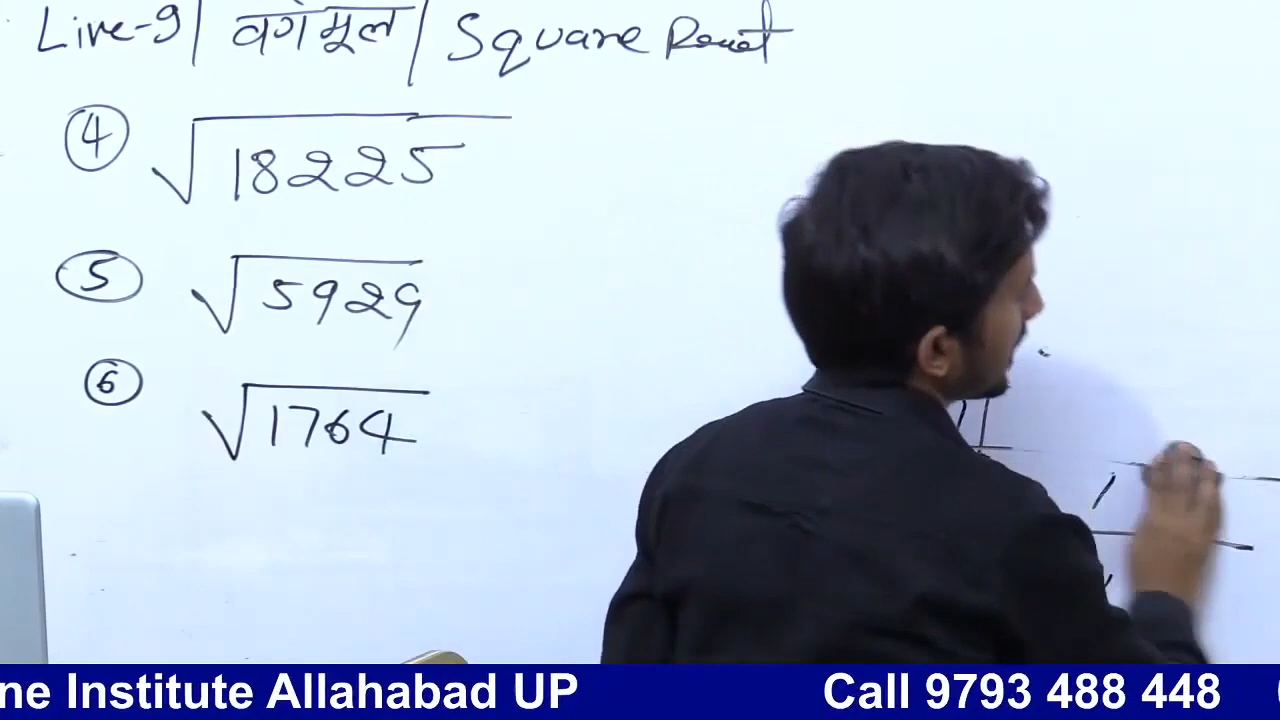 Live-9 | वर्गमूल | Square Root
④ √18225
⑤ √5929
⑥ √1764
ne Institute Allahabad UP Call 9793 488 448